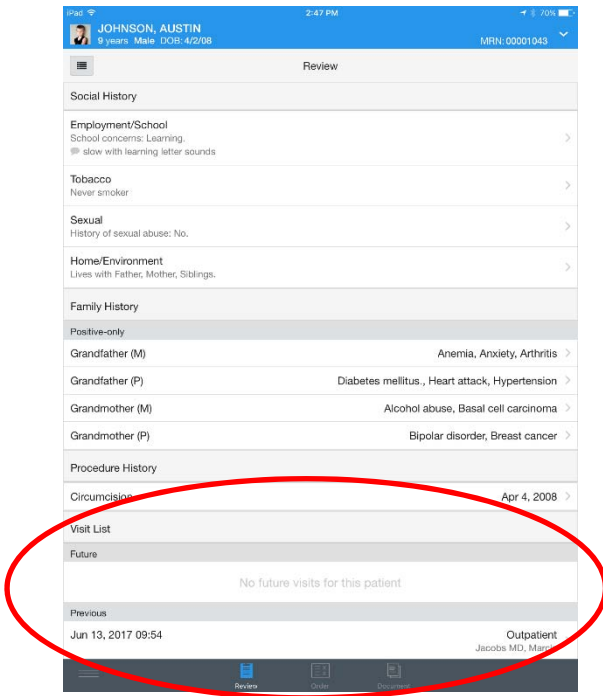 iPad 2:47 PM 70%
JOHNSON, AUSTIN
9 years Male DOB:4/2/08 MRN:00001043
Review
Social History
Employment/School
School concerns: Learning.
slow with learning letter sounds
Tobacco
Never smoker
Sexual
History of sexual abuse: No.
Home/Environment
Lives with Father, Mother, Siblings.
Family History
Positive-only
Grandfather (M) Anemia, Anxiety, Arthritis
Grandfather (P) Diabetes mellitus., Heart attack, Hypertension
Grandmother (M) Alcohol abuse, Basal cell carcinoma
Grandmother (P) Bipolar disorder, Breast cancer
Procedure History
Circumcision Apr 4, 2008
Visit List
Future
No future visits for this patient
Previous
Jun 13, 2017 09:54 Outpatient
Jacobs MD,
Review Order Document